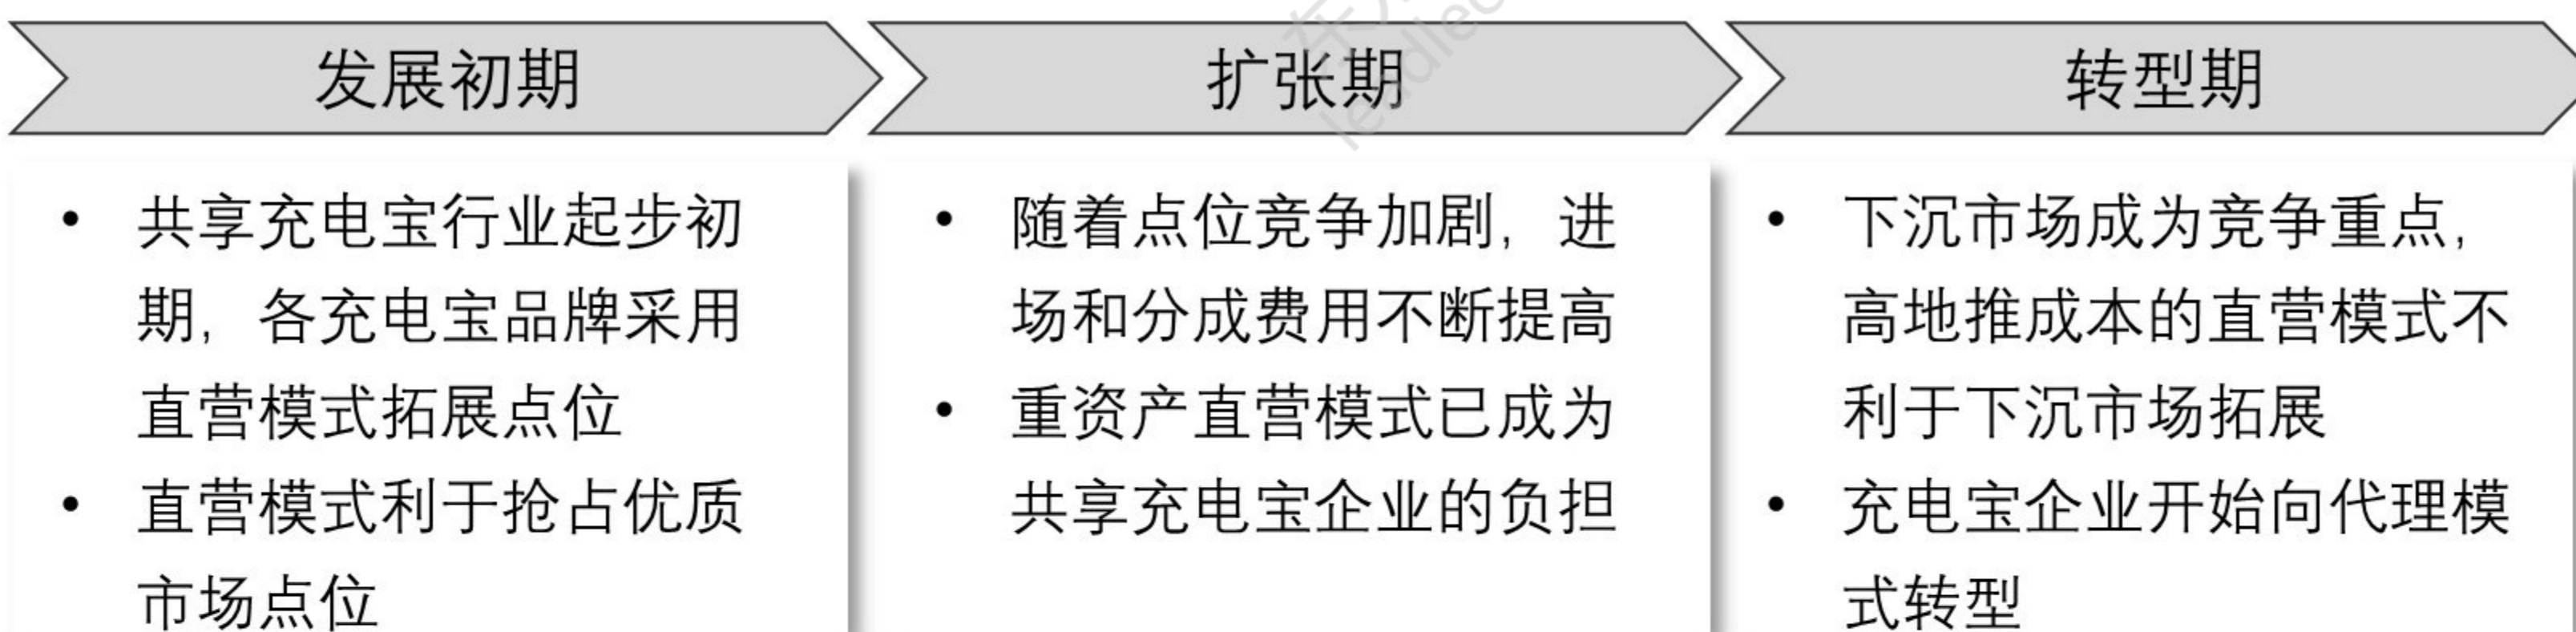 发展初期
扩张期
转型期
• 共享充电宝行业起步初
期，各充电宝品牌采用
直营模式拓展点位
• 直营模式利于抢占优质
市场点位
• 随着点位竞争加剧，进
场和分成费用不断提高
• 重资产直营模式已成为
共享充电宝企业的负担
• 下沉市场成为竞争重点，
高地推成本的直营模式不
利于下沉市场拓展
• 充电宝企业开始向代理模
式转型